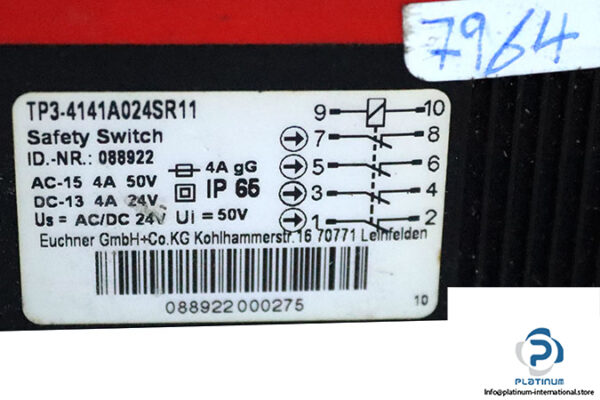 7964
TP3-4141A024SR11
Safety Switch
ID.-NR.: 088922
AC-15 4A 50V
DC-13 4A 24V
Us = AC/DC 24V
4A gG
IP 65
Ui = 50V
9 10
7 8
5 6
3 4
1 2
Euchner GmbH+Co.KG Kohlhammerstr.16 70771 Leinfelden
088922000275
10
PLATINUM
Info@platinum-international.store